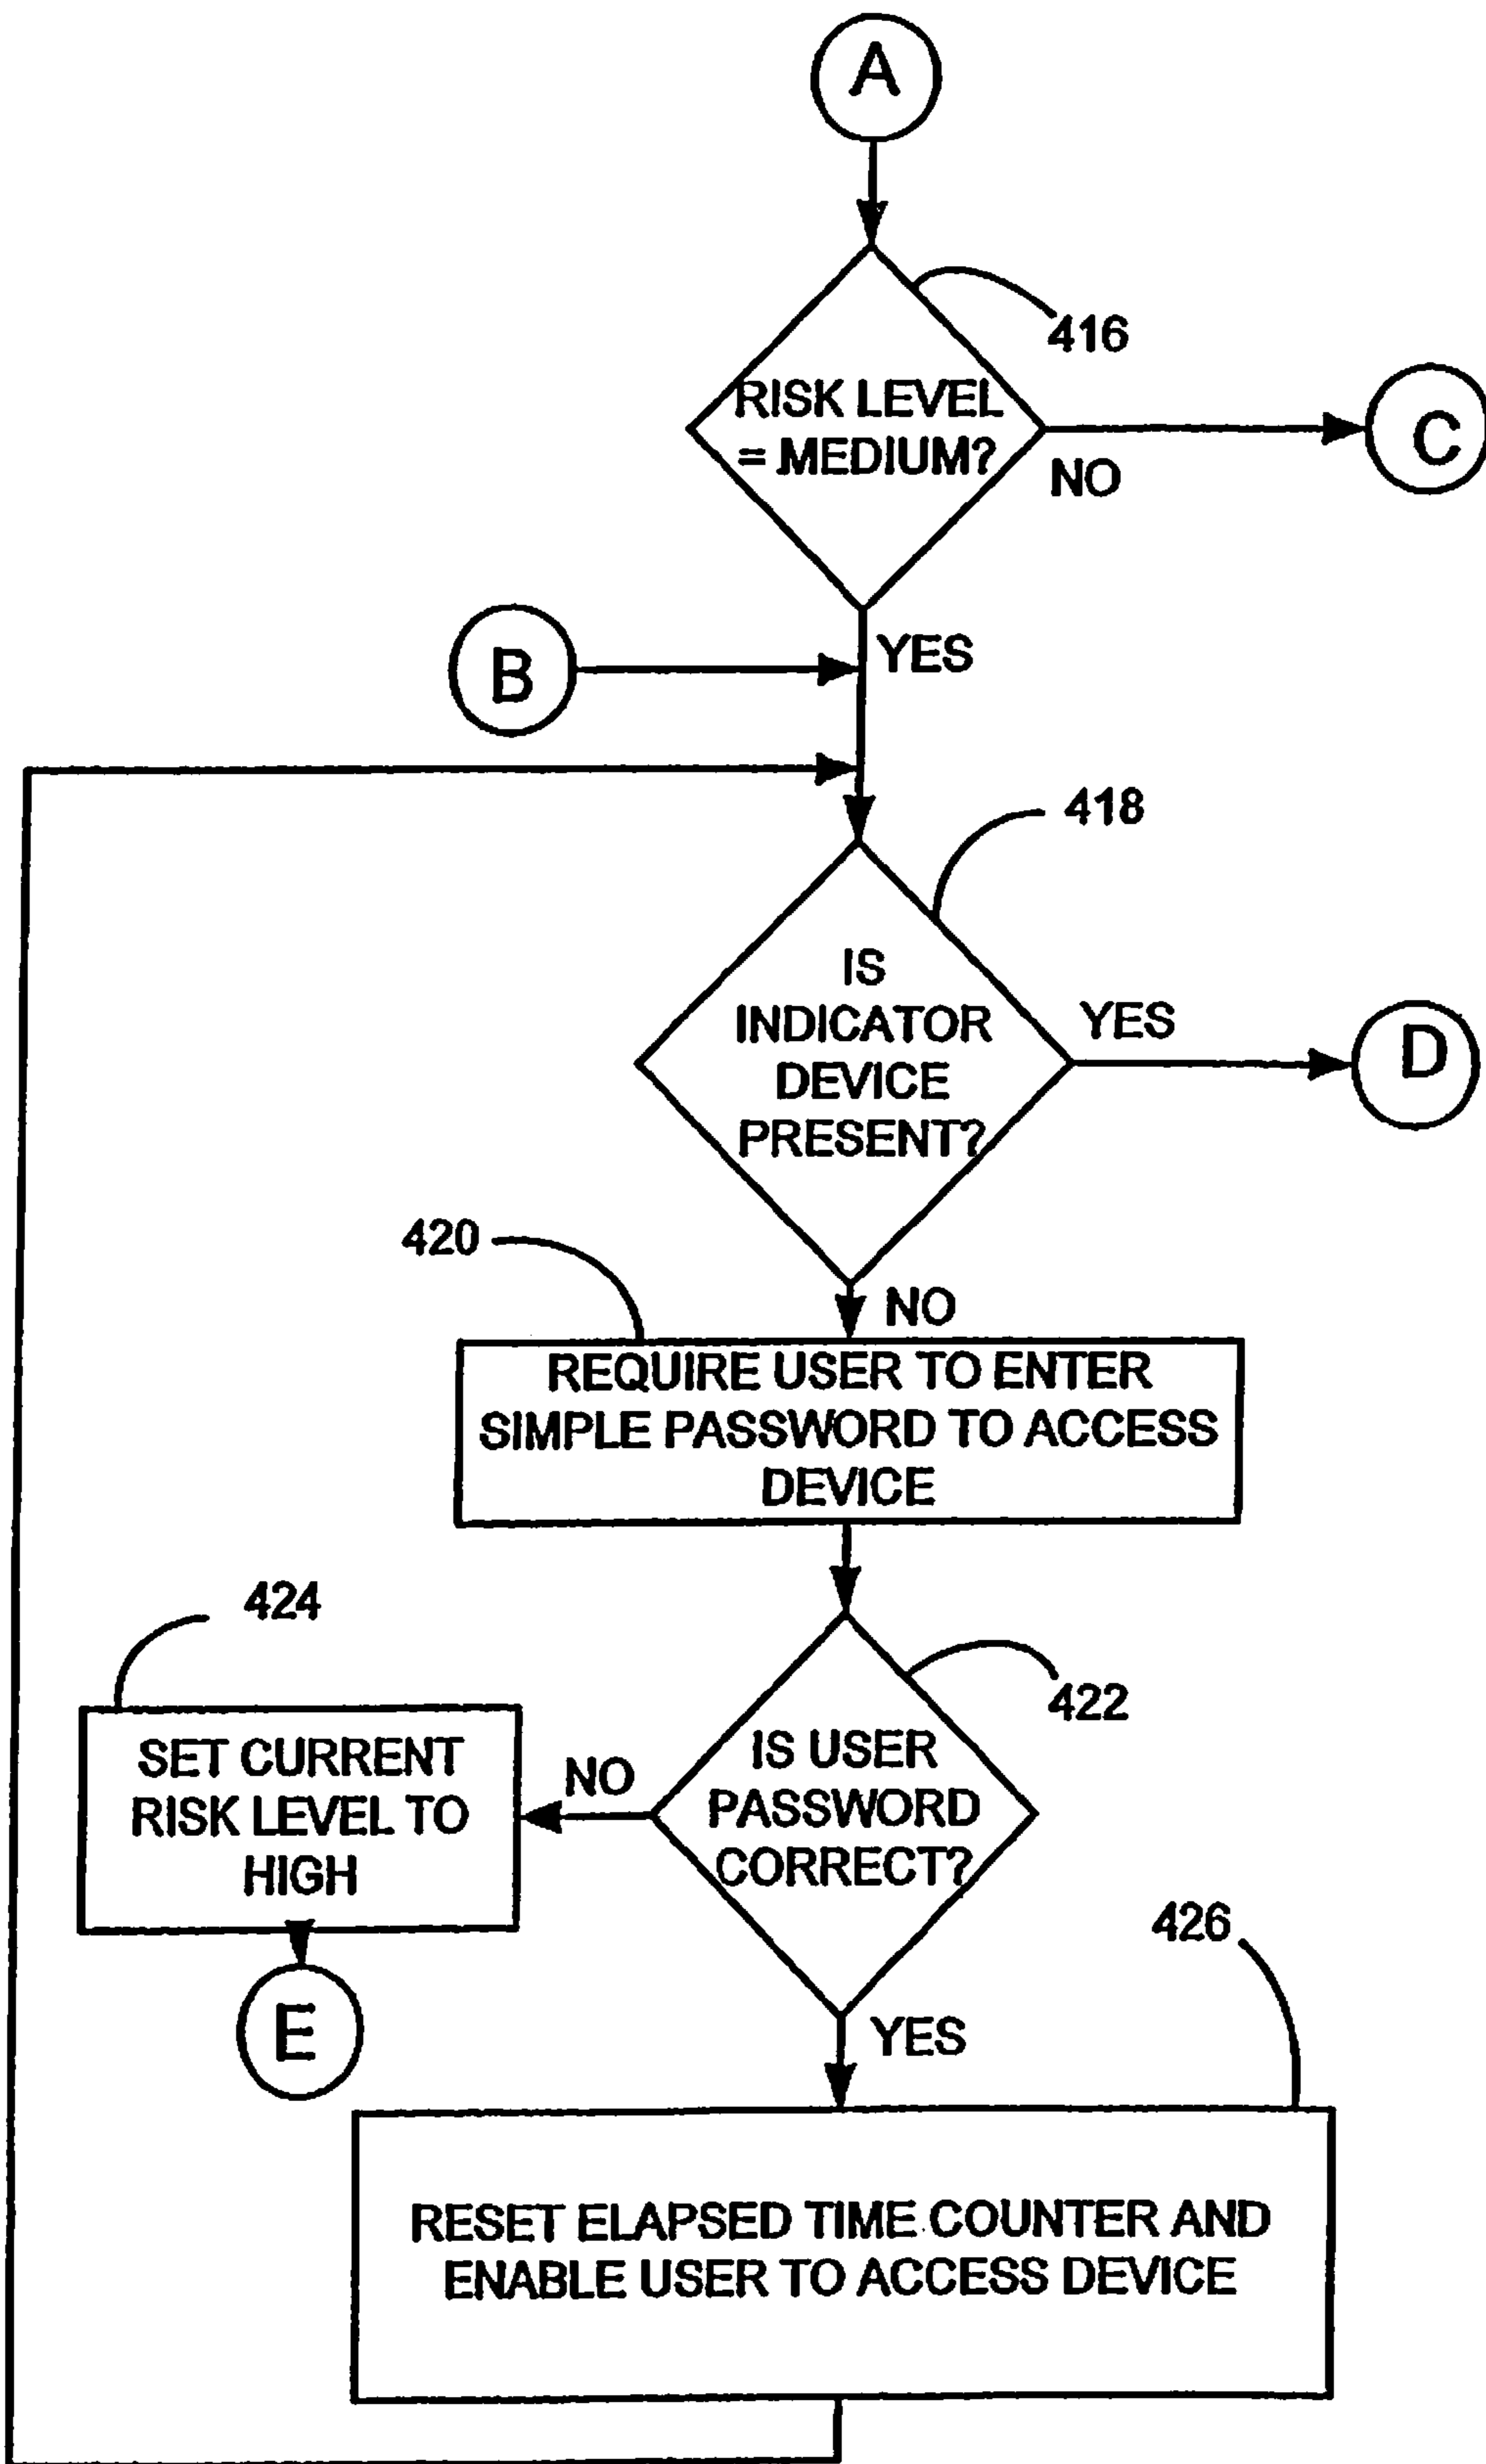 A
416
RISK LEVEL
= MEDIUM?
NO
C
B
YES
418
IS
INDICATOR
DEVICE
PRESENT?
YES
D
420
NO
REQUIRE USER TO ENTER
SIMPLE PASSWORD TO ACCESS
DEVICE
424
422
SET CURRENT
RISK LEVEL TO
HIGH
NO
IS USER
PASSWORD
CORRECT?
426
E
YES
RESET ELAPSED TIME COUNTER AND
ENABLE USER TO ACCESS DEVICE